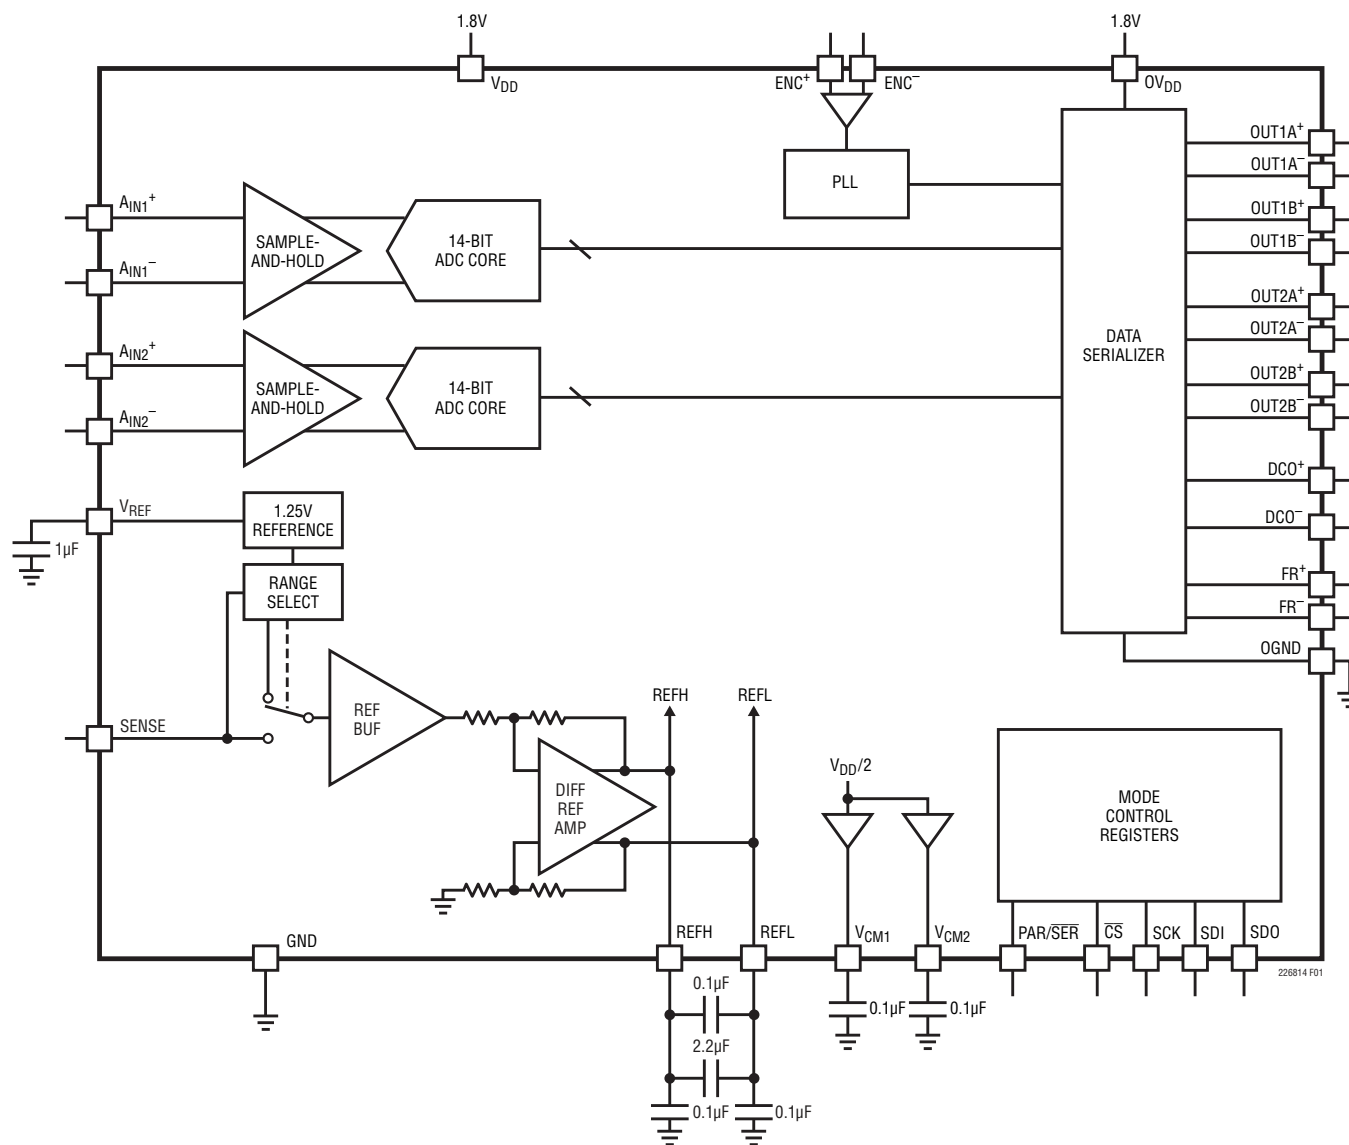 1.8V
1.8V
VDD
ENC+
ENC−
OVDD
OUT1A+
OUT1A−
OUT1B+
OUT1B−
OUT2A+
OUT2A−
OUT2B+
OUT2B−
DCO+
DCO−
FR+
FR−
OGND
PLL
DATA
SERIALIZER
AIN1+
AIN1−
SAMPLE-
AND-HOLD
14-BIT
ADC CORE
AIN2+
AIN2−
SAMPLE-
AND-HOLD
14-BIT
ADC CORE
VREF
1µF
1.25V
REFERENCE
RANGE
SELECT
SENSE
REF
BUF
REFH
REFL
DIFF
REF
AMP
VDD/2
MODE
CONTROL
REGISTERS
GND
REFH
REFL
VCM1
VCM2
PAR/S̅E̅R̅
C̅S̅
SCK
SDI
SDO
226814 F01
0.1µF
0.1µF
0.1µF
2.2µF
0.1µF
0.1µF